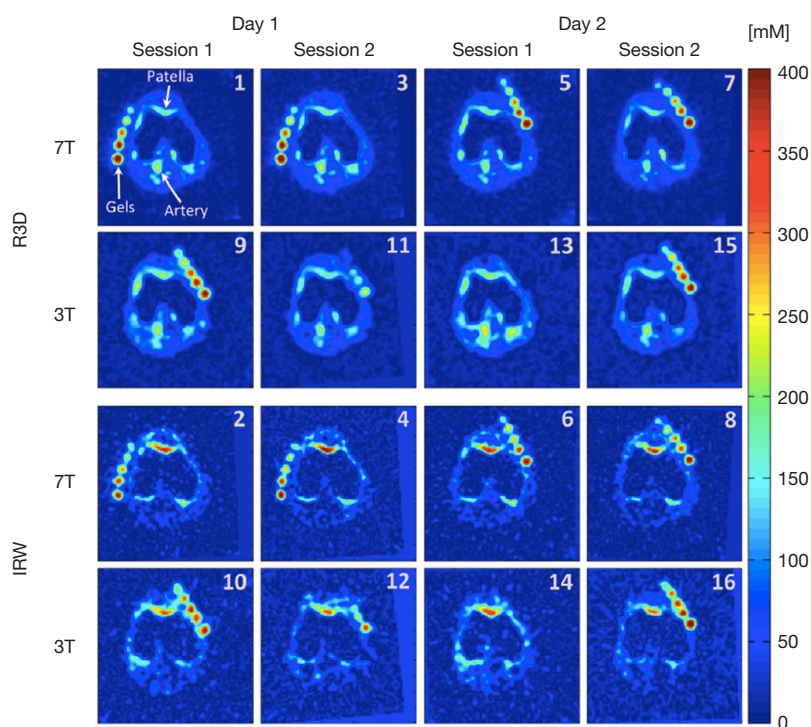 Day 1 Day 2
[mM]
Session 1 Session 2 Session 1 Session 2
400
Patella 1 3 5 7
350
7T
Gels Artery
300
R3D
9 11 13 15
250
3T
200
2 4 6 8
150
7T
IRW
100
10 12 14 16
50
3T
0